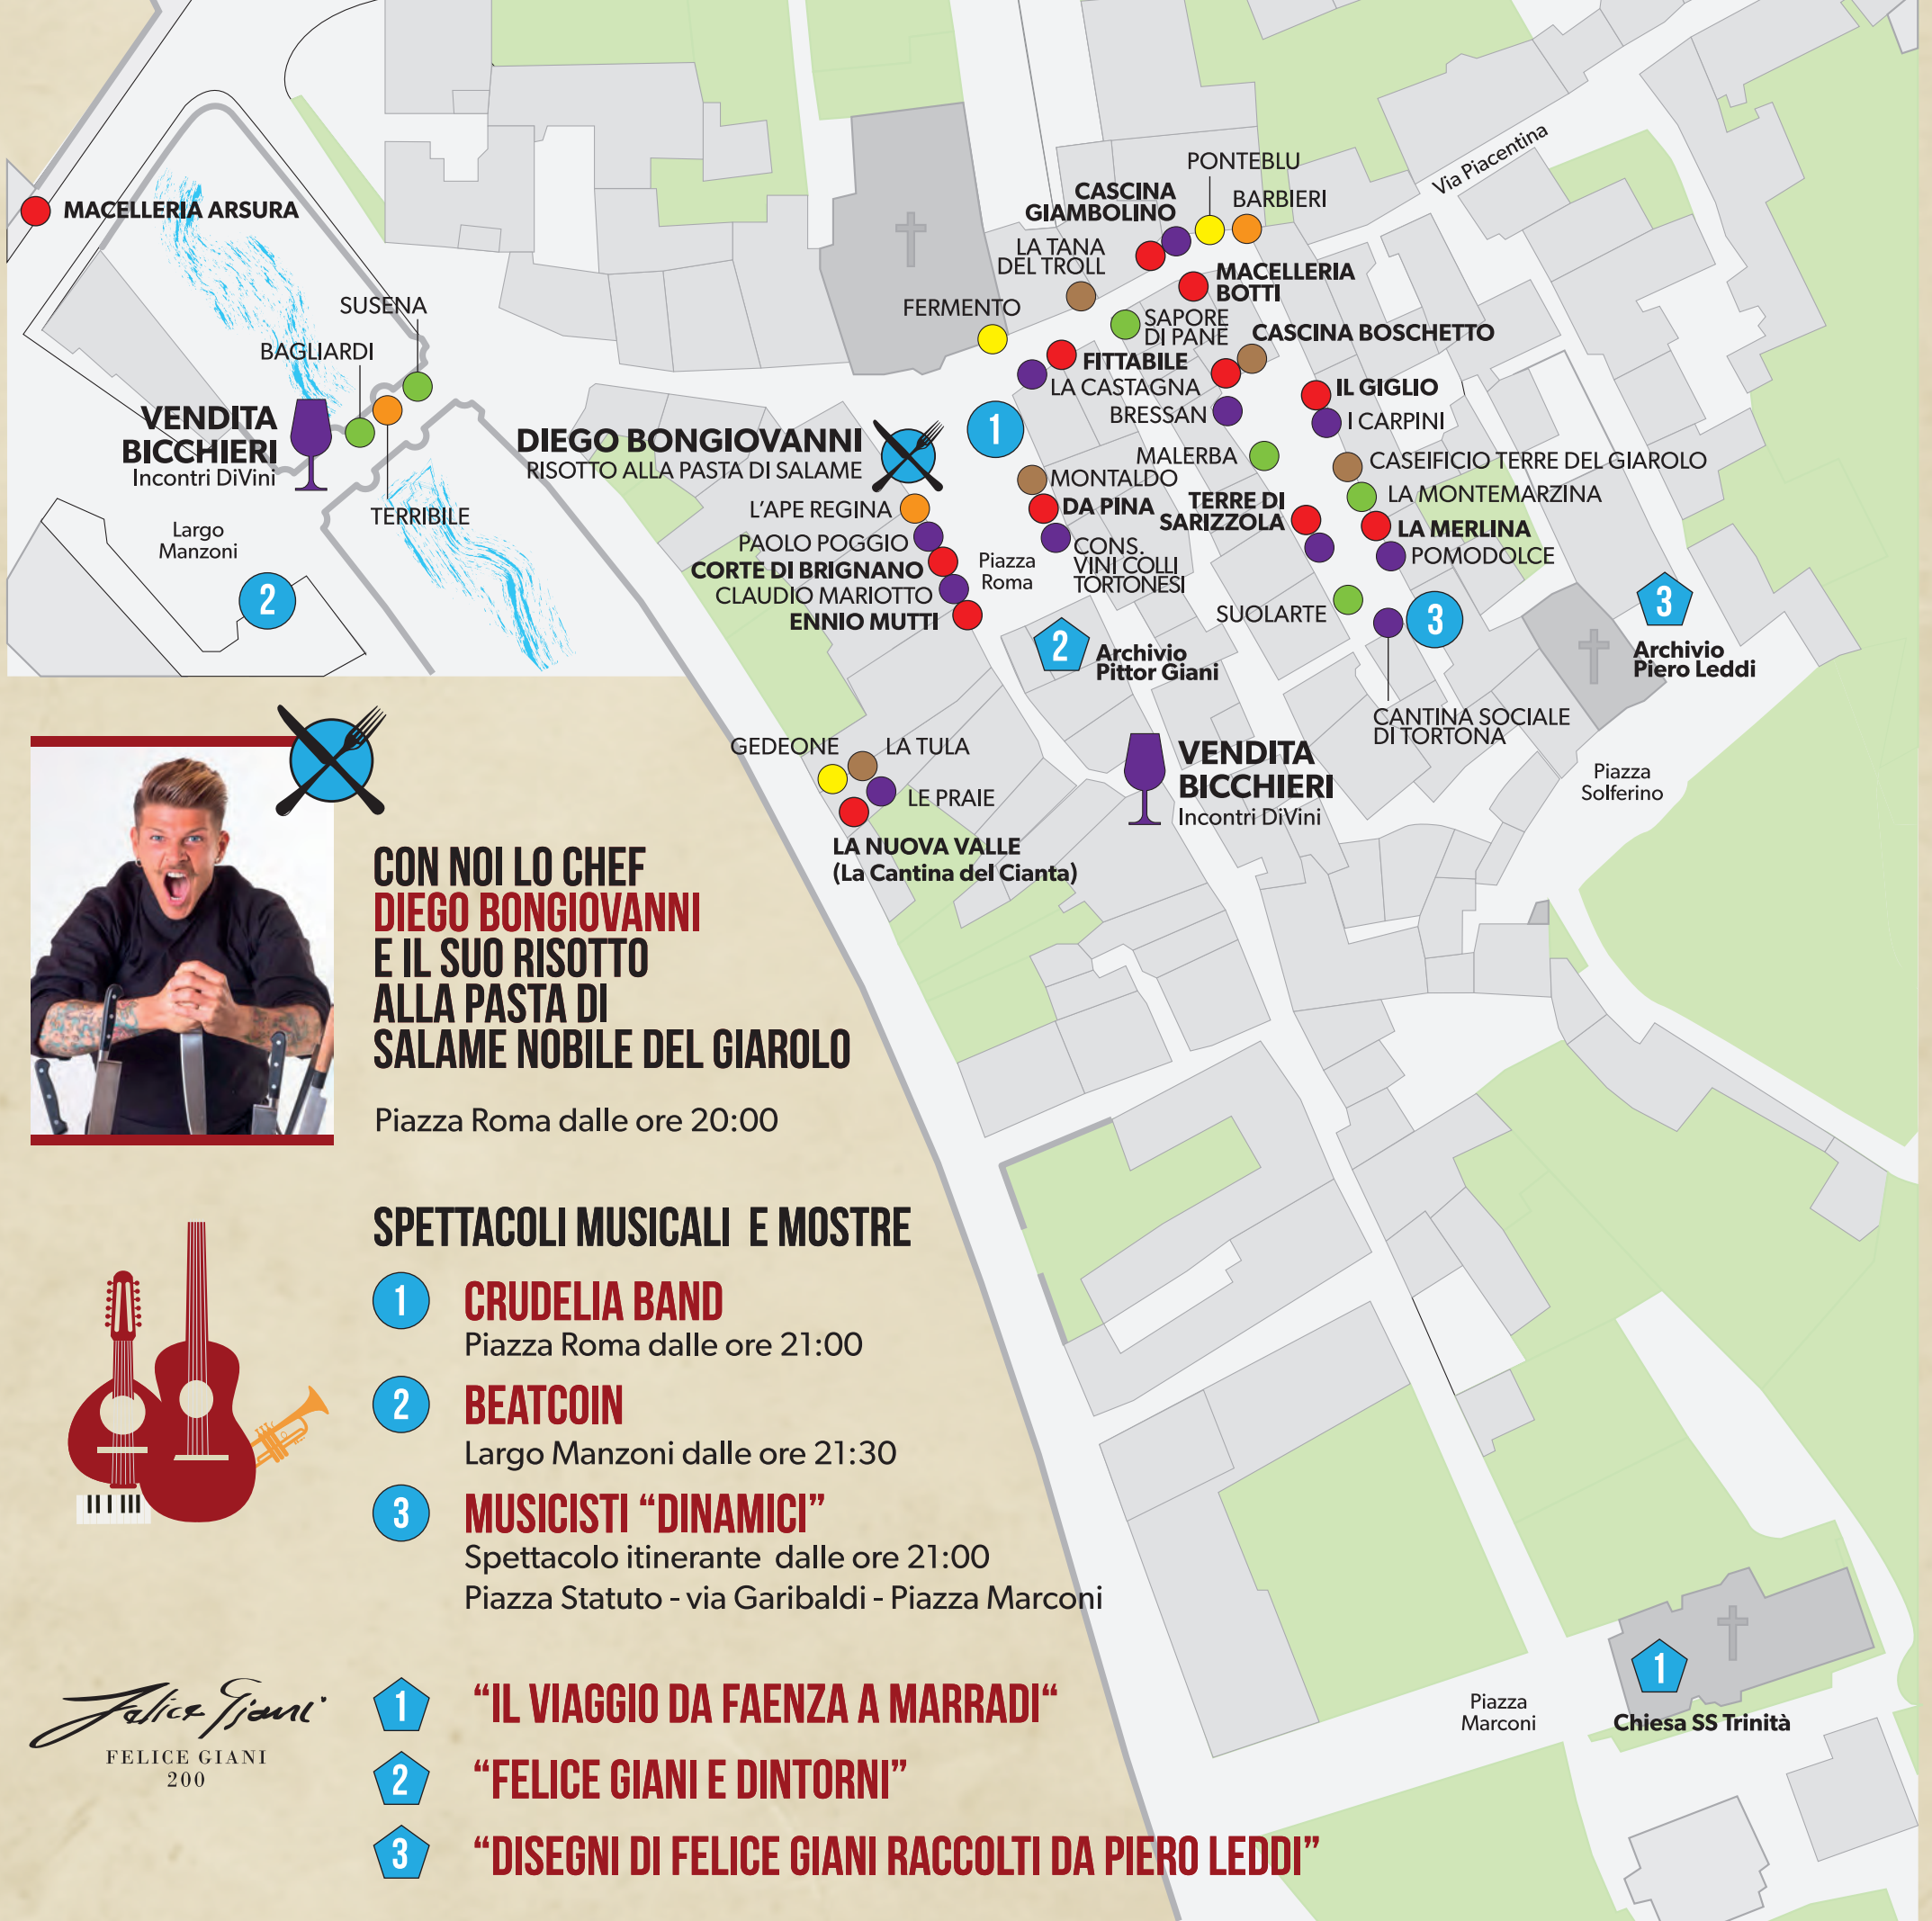 PONTEBLU
BARBIERI
CASCINA
GIAMBOLINO
Via Piacentina
MACELLERIA ARSURA
LA TANA
DEL TROLL
MACELLERIA
BOTTI
SUSENA
FERMENTO
SAPORE
DI PANE
CASCINA BOSCHETTO
BAGLIARDI
FITTABILE
LA CASTAGNA
IL GIGLIO
BRESSAN
I CARPINI
VENDITA
BICCHIERI
Incontri DiVini
DIEGO BONGIOVANNI
RISOTTO ALLA PASTA DI SALAME
1
MALERBA
CASEIFICIO TERRE DEL GIAROLO
MONTALDO
LA MONTEMARZINA
L'APE REGINA
DA PINA
TERRE DI
SARIZZOLA
TERRIBILE
LA MERLINA
Largo
Manzoni
PAOLO POGGIO
CONS.
VINI COLLI
TORTONESI
POMODOLCE
CORTE DI BRIGNANO
Piazza
Roma
CLAUDIO MARIOTTO
2
ENNIO MUTTI
SUOLARTE
3
3
2
Archivio
Pittor Giani
Archivio
Piero Leddi
CANTINA SOCIALE
DI TORTONA
GEDEONE
LA TULA
LE PRAIE
VENDITA
BICCHIERI
Incontri DiVini
Piazza
Solferino
LA NUOVA VALLE
(La Cantina del Cianta)
CON NOI LO CHEF
DIEGO BONGIOVANNI
E IL SUO RISOTTO
ALLA PASTA DI
SALAME NOBILE DEL GIAROLO
Piazza Roma dalle ore 20:00
SPETTACOLI MUSICALI E MOSTRE
1 CRUDELIA BAND
Piazza Roma dalle ore 21:00
2 BEATCOIN
Largo Manzoni dalle ore 21:30
3 MUSICISTI “DINAMICI”
Spettacolo itinerante dalle ore 21:00
Piazza Statuto - via Garibaldi - Piazza Marconi
Felice Giani
FELICE GIANI
200
1 “IL VIAGGIO DA FAENZA A MARRADI“
2 “FELICE GIANI E DINTORNI”
3 “DISEGNI DI FELICE GIANI RACCOLTI DA PIERO LEDDI”
1
Piazza
Marconi
Chiesa SS Trinità